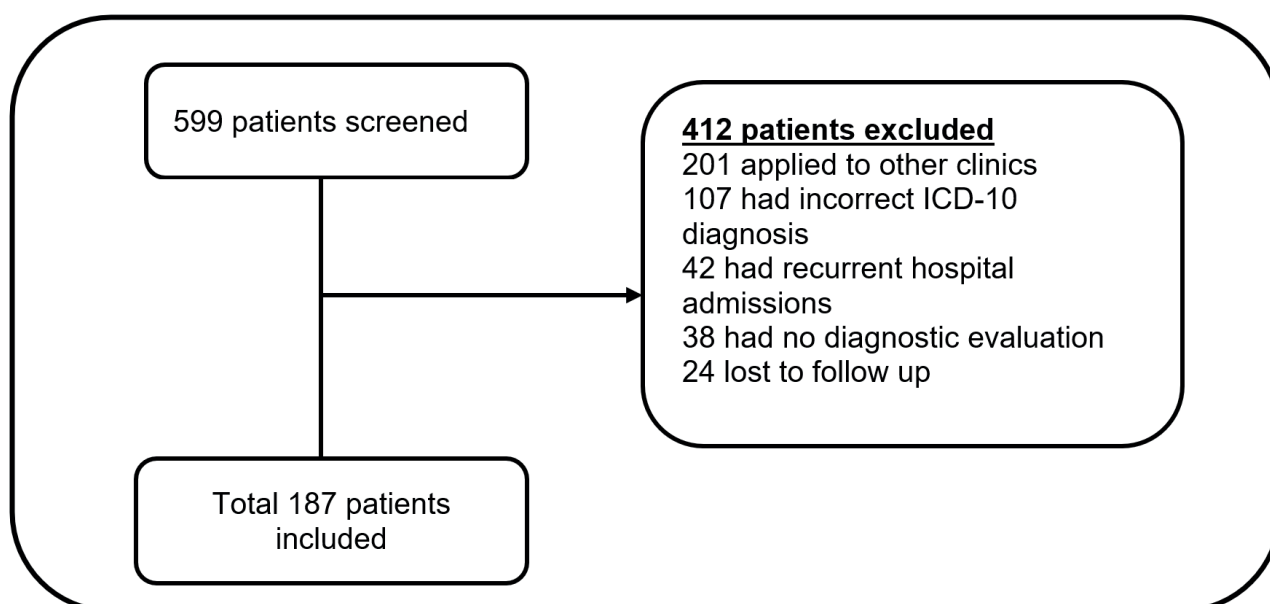 599 patients screened
412 patients excluded
201 applied to other clinics
107 had incorrect ICD-10
diagnosis
42 had recurrent hospital
admissions
38 had no diagnostic evaluation
24 lost to follow up
Total 187 patients
included